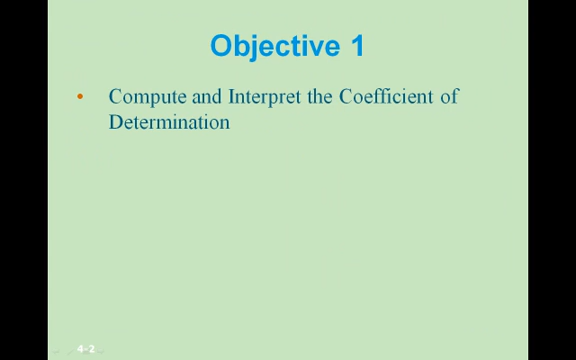 Objective 1
• Compute and Interpret the Coefficient of
Determination
4-2